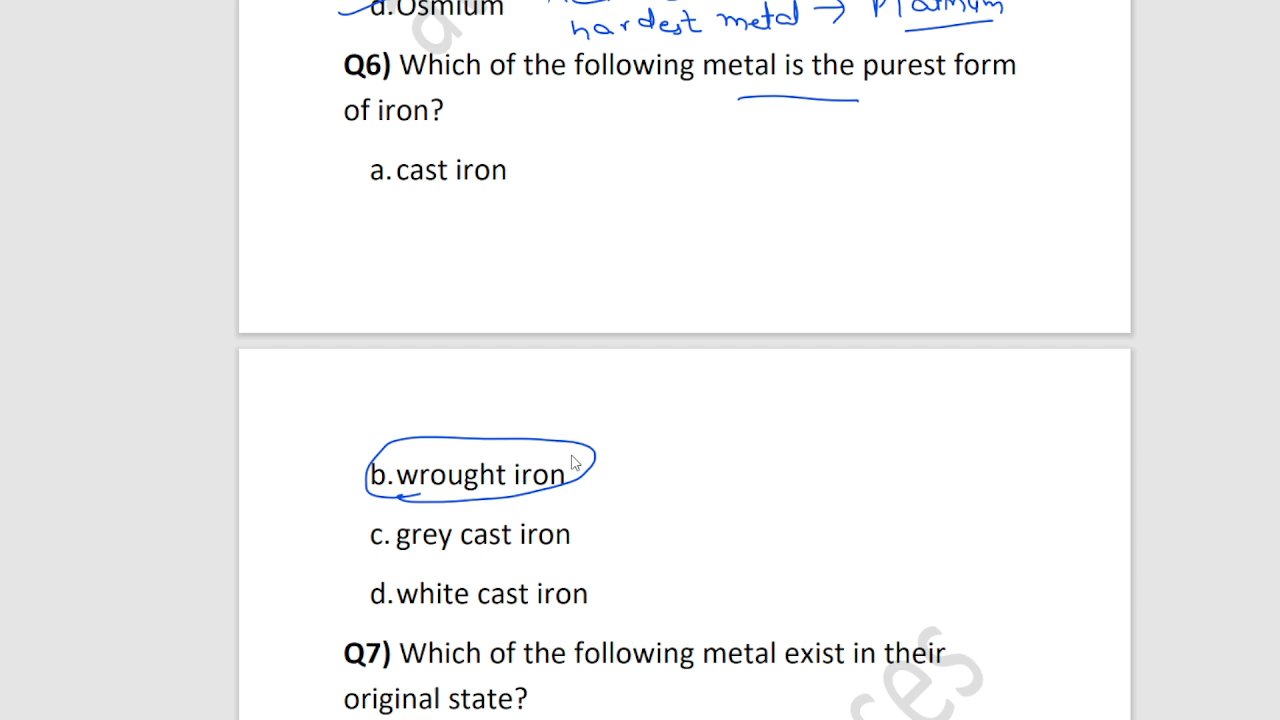 d.Osmium
hardest metal → Platinum
Q6) Which of the following metal is the purest form
of iron?
a. cast iron
b. wrought iron
c. grey cast iron
d. white cast iron
Q7) Which of the following metal exist in their
original state?